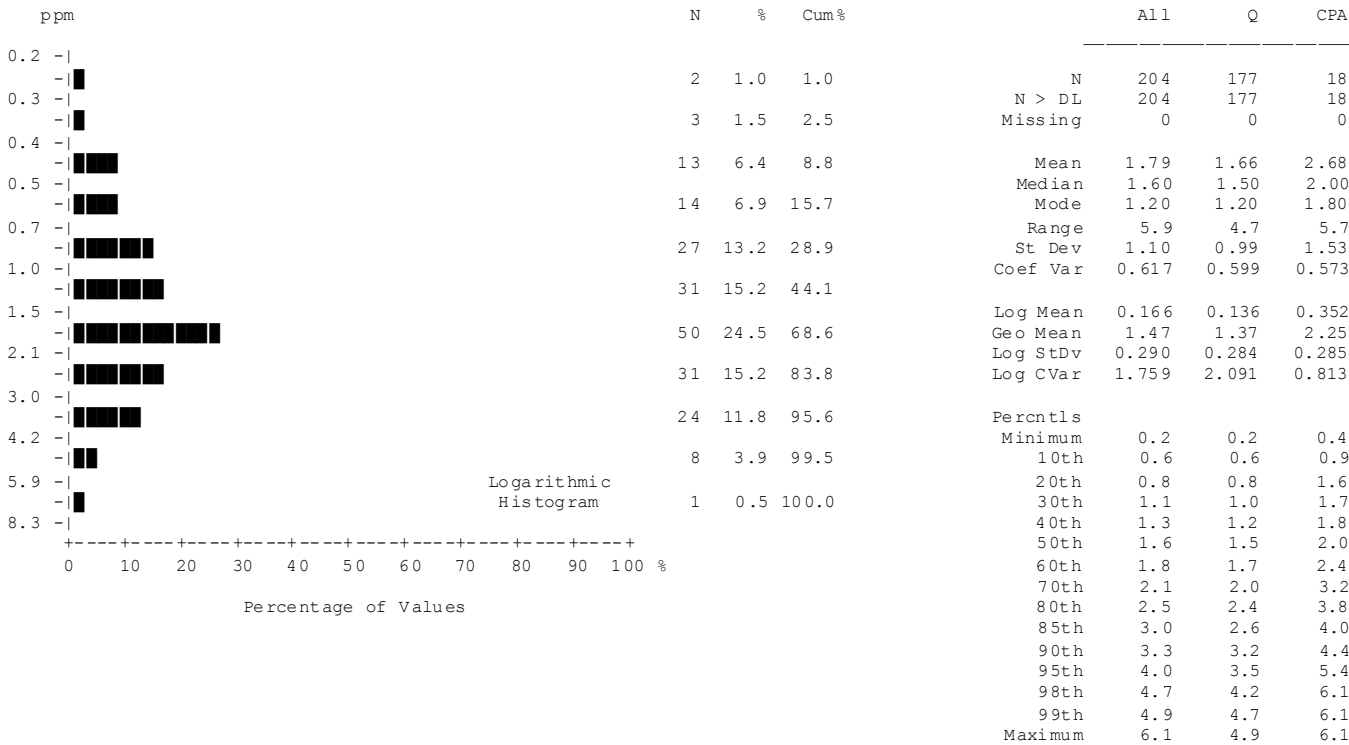 ppm N % Cum% All Q CPA
0.2 -|
-| 2 1.0 1.0 N 204 177 18
0.3 -| N > DL 204 177 18
-| 3 1.5 2.5 Missing 0 0 0
0.4 -|
-| 13 6.4 8.8 Mean 1.79 1.66 2.68
0.5 -| Median 1.60 1.50 2.00
-| 14 6.9 15.7 Mode 1.20 1.20 1.80
0.7 -| Range 5.9 4.7 5.7
-| 27 13.2 28.9 St Dev 1.10 0.99 1.53
1.0 -| Coef Var 0.617 0.599 0.573
-| 31 15.2 44.1
1.5 -| Log Mean 0.166 0.136 0.352
-| 50 24.5 68.6 Geo Mean 1.47 1.37 2.25
2.1 -| Log StDv 0.290 0.284 0.285
-| 31 15.2 83.8 Log CVar 1.759 2.091 0.813
3.0 -|
-| 24 11.8 95.6 Percntls
4.2 -| Minimum 0.2 0.2 0.4
-| 8 3.9 99.5 10th 0.6 0.6 0.9
5.9 -| Logarithmic 20th 0.8 0.8 1.6
-| Histogram 1 0.5 100.0 30th 1.1 1.0 1.7
8.3 -| 40th 1.3 1.2 1.8
+----+----+----+----+----+----+----+----+----+----+----+----+----+----+----+----+----+----+----+----+ 50th 1.6 1.5 2.0
0 10 20 30 40 50 60 70 80 90 100 % 60th 1.8 1.7 2.4
70th 2.1 2.0 3.2
Percentage of Values 80th 2.5 2.4 3.8
85th 3.0 2.6 4.0
90th 3.3 3.2 4.4
95th 4.0 3.5 5.4
98th 4.7 4.2 6.1
99th 4.9 4.7 6.1
Maximum 6.1 4.9 6.1